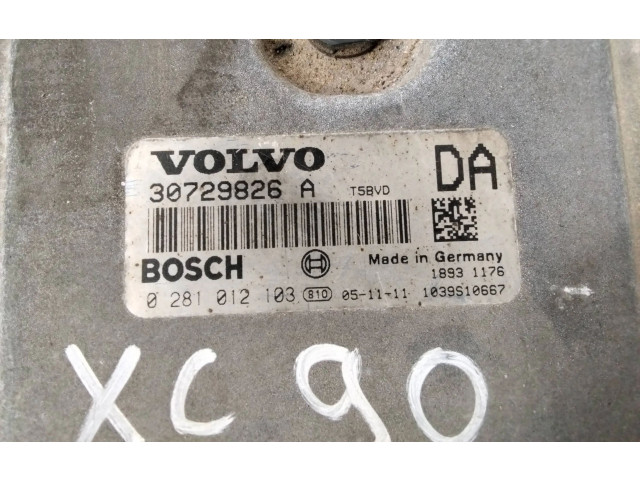 VOLVO
30729826 A T5BVD
DA
BOSCH
Made in Germany
1893 1176
0 281 012 103 810 05-11-11 1039S10667
XC 90